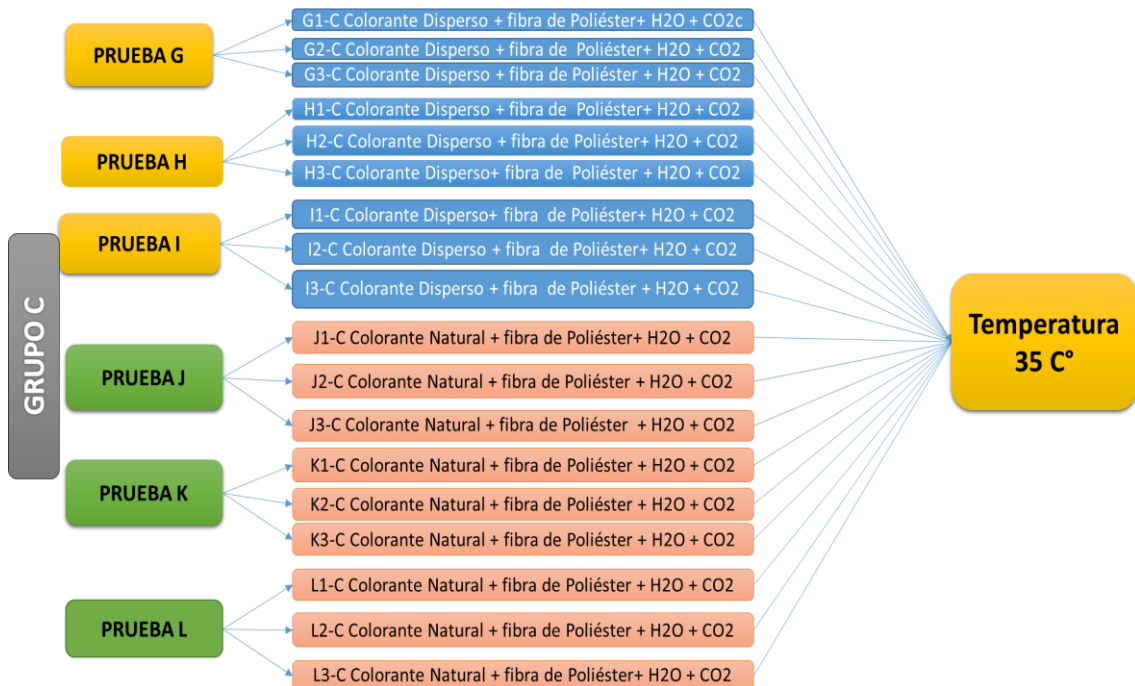 GRUPO C
PRUEBA G
G1-C Colorante Disperso + fibra de Poliéster+ H2O + CO2c
G2-C Colorante Disperso + fibra de Poliéster + H2O + CO2
G3-C Colorante Disperso + fibra de Poliéster + H2O + CO2
PRUEBA H
H1-C Colorante Disperso + fibra de Poliéster+ H2O + CO2
H2-C Colorante Disperso + fibra de Poliéster+ H2O + CO2
H3-C Colorante Disperso+ fibra de Poliéster + H2O + CO2
PRUEBA I
I1-C Colorante Disperso+ fibra de Poliéster+ H2O + CO2
I2-C Colorante Disperso + fibra de Poliéster + H2O + CO2
I3-C Colorante Disperso + fibra de Poliéster + H2O + CO2
PRUEBA J
J1-C Colorante Natural + fibra de Poliéster+ H2O + CO2
J2-C Colorante Natural + fibra de Poliéster + H2O + CO2
J3-C Colorante Natural + fibra de Poliéster + H2O + CO2
PRUEBA K
K1-C Colorante Natural + fibra de Poliéster + H2O + CO2
K2-C Colorante Natural + fibra de Poliéster + H2O + CO2
K3-C Colorante Natural + fibra de Poliéster + H2O + CO2
PRUEBA L
L1-C Colorante Natural + fibra de Poliéster + H2O + CO2
L2-C Colorante Natural + fibra de Poliéster + H2O + CO2
L3-C Colorante Natural + fibra de Poliéster+ H2O + CO2
Temperatura
35 C°